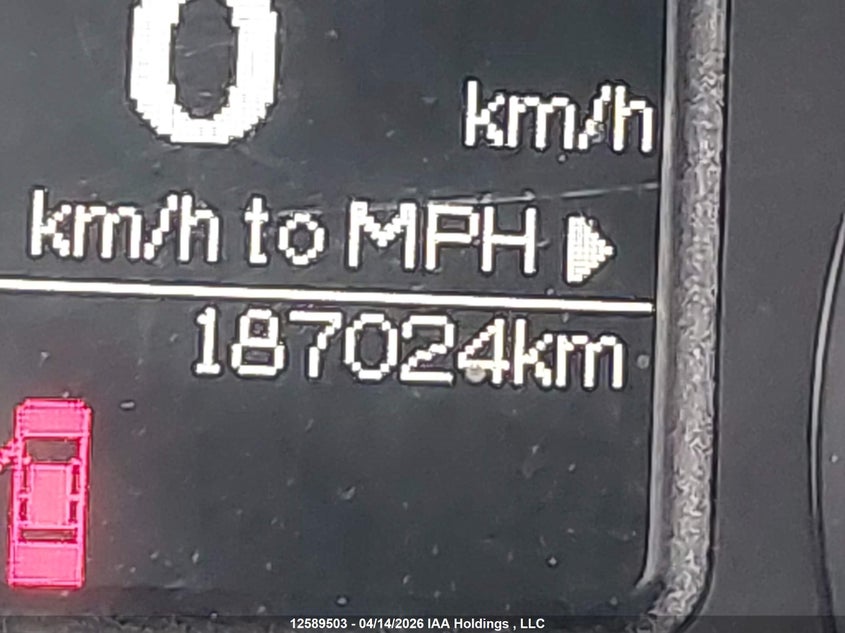 0
km/h
km/h to MPH
187024km
12589503 - 04/14/2026 IAA Holdings , LLC